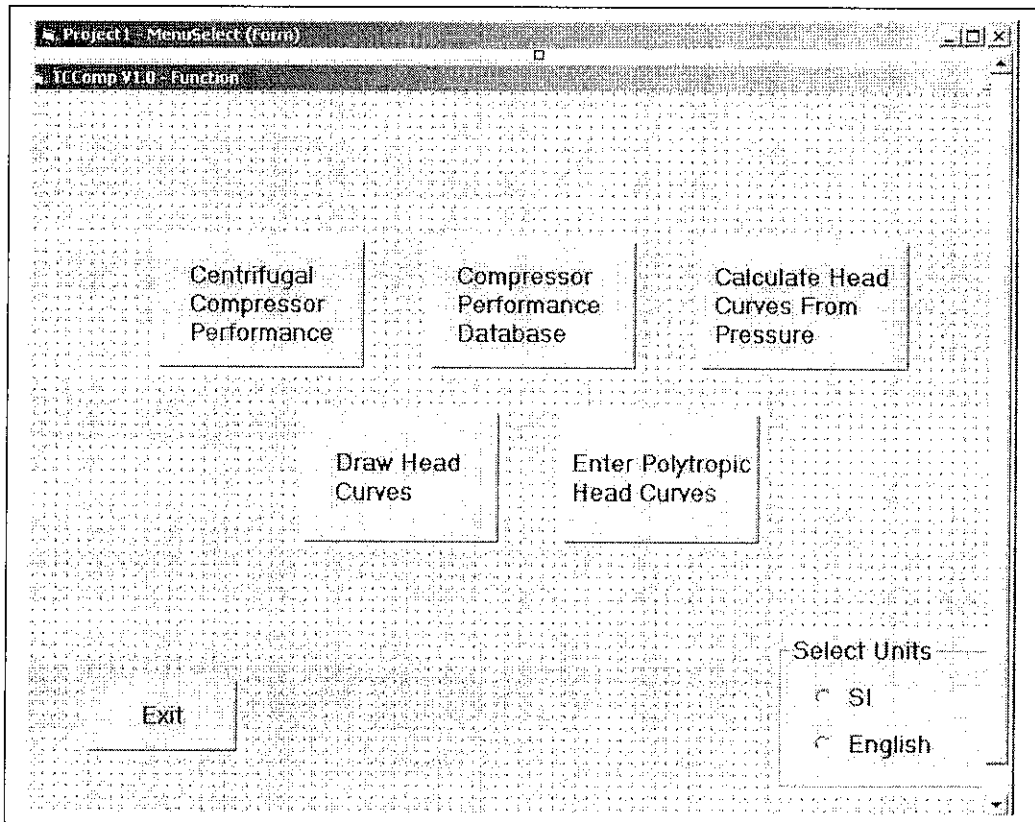 Project1 - MenuSelect (Form)
TCComp V1.0 - Function
Centrifugal
Compressor
Performance
Compressor
Performance
Database
Calculate Head
Curves From
Pressure
Draw Head
Curves
Enter Polytropic
Head Curves
Select Units
SI
English
Exit